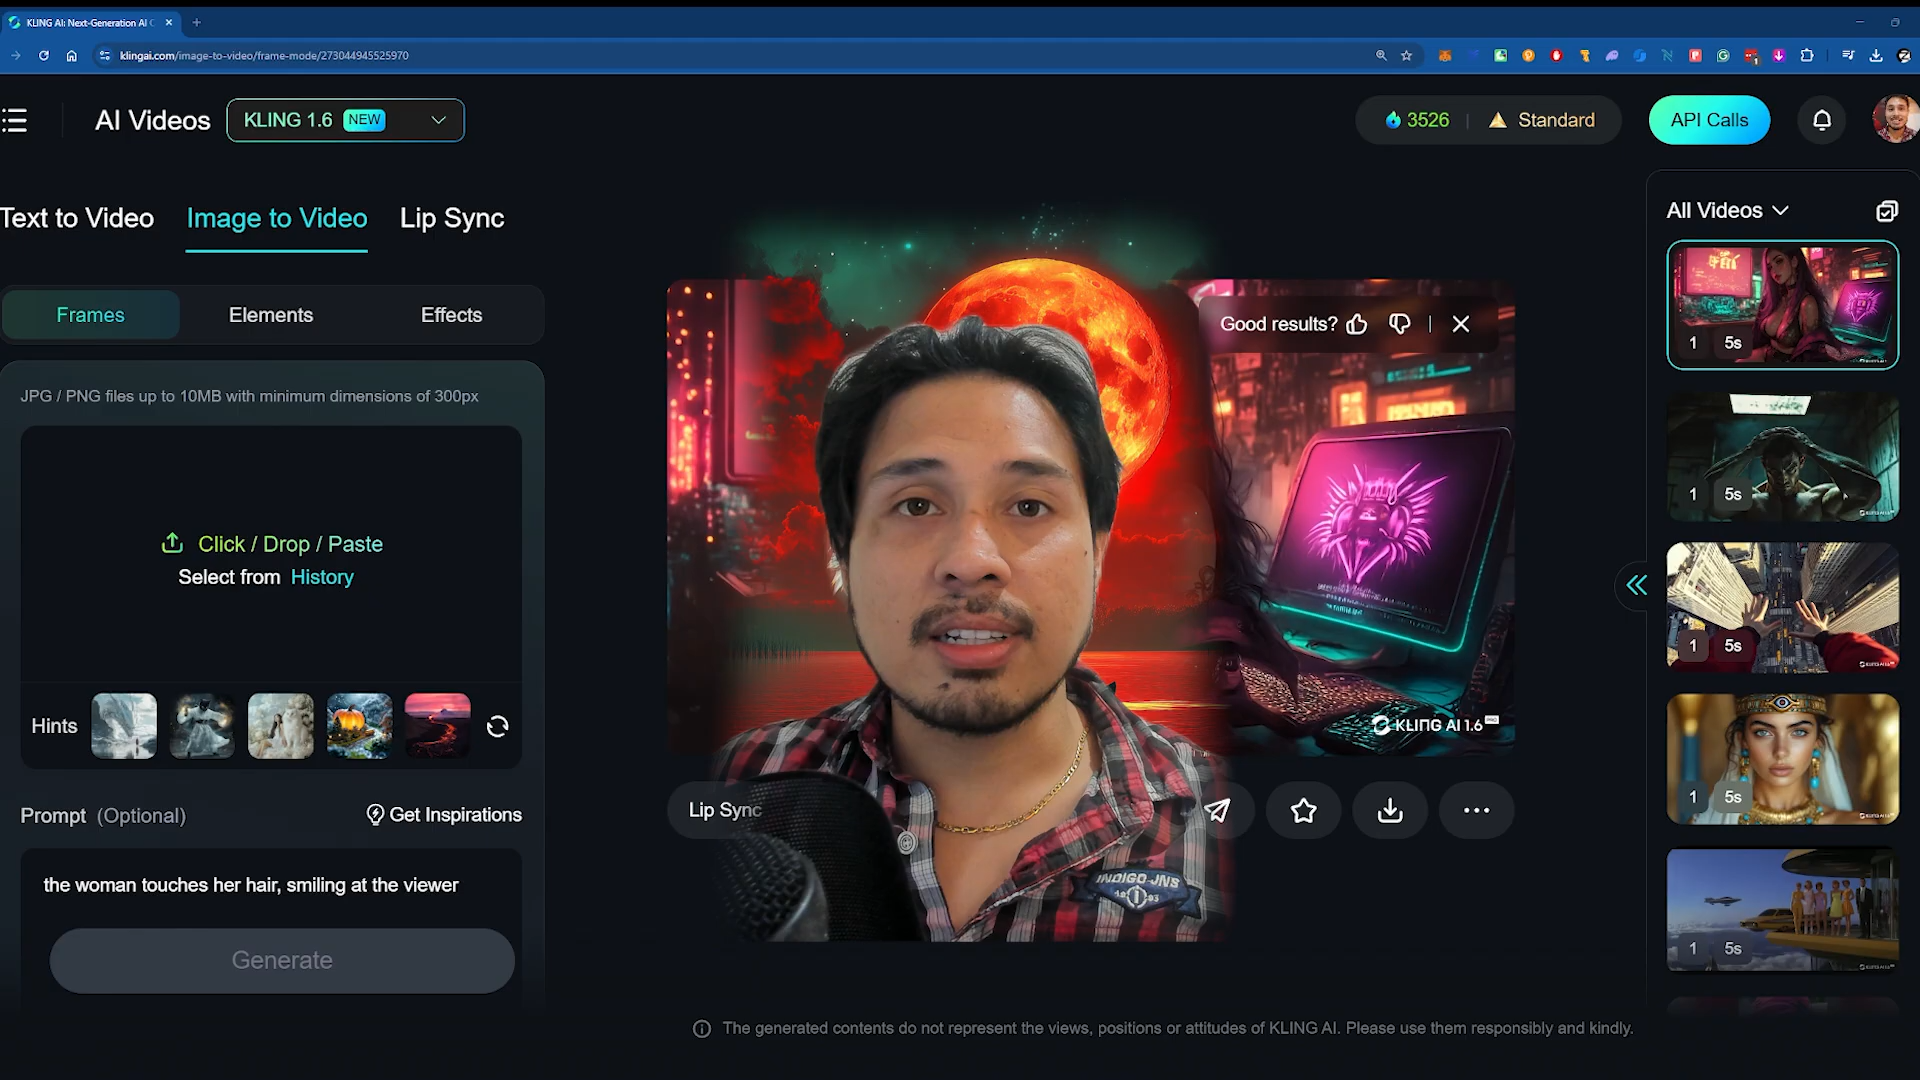 KLING AI: Next-Generation AI C
klingai.com/image-to-video/frame-mode/273044945525970
AI Videos
KLING 1.6 NEW
3526 | Standard
API Calls
Text to Video
Image to Video
Lip Sync
All Videos
Frames
Elements
Effects
Good results?
1 5s
JPG / PNG files up to 10MB with minimum dimensions of 300px
1 5s
Click / Drop / Paste
Select from History
1 5s
Hints
KLING AI 1.6 PRO
1 5s
Prompt (Optional)
Get Inspirations
Lip Sync
the woman touches her hair, smiling at the viewer
INDIGO JNS
1 5s
Generate
The generated contents do not represent the views, positions or attitudes of KLING AI. Please use them responsibly and kindly.